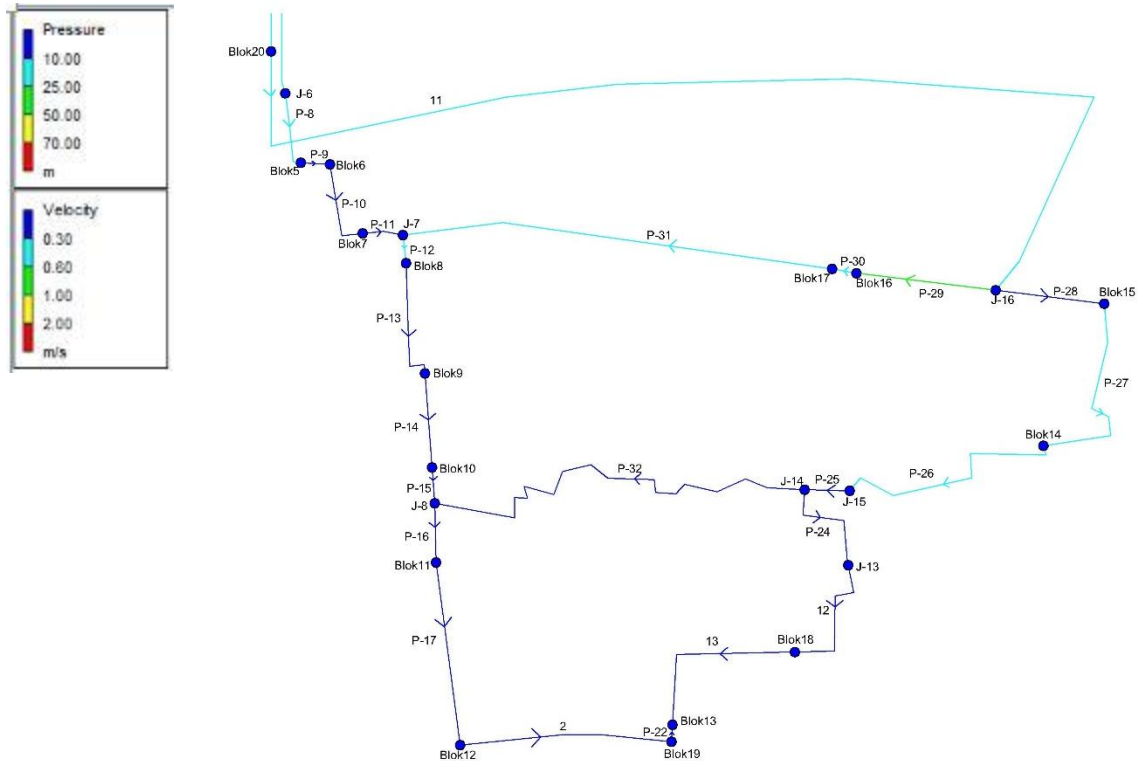 Pressure
10.00
25.00
50.00
70.00
m
Velocity
0.30
0.60
1.00
2.00
m/s
Blok20
J-6
11
P-8
Blok5
P-9
Blok6
P-10
P-11
J-7
Blok7
P-12
Blok8
P-31
P-30
Blok17
Blok16
P-29
J-16
P-28
Blok15
P-13
Blok9
P-27
P-14
Blok14
Blok10
P-32
P-26
P-15
J-14
P-25
J-15
J-8
P-16
P-24
Blok11
J-13
12
P-17
13
Blok18
2
Blok13
P-22
Blok12
Blok19